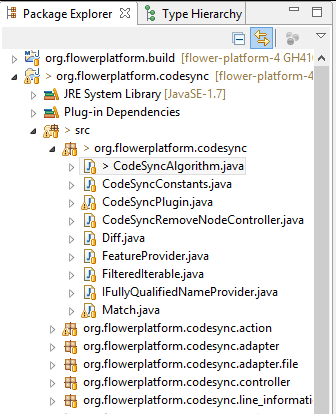 Package Explorer Type Hierarchy
org.flowerplatform.build [flower-platform-4 GH41
> org.flowerplatform.codesync [flower-platform-4
JRE System Library [JavaSE-1.7]
Plug-in Dependencies
> src
> org.flowerplatform.codesync
> CodeSyncAlgorithm.java
CodeSyncConstants.java
CodeSyncPlugin.java
CodeSyncRemoveNodeController.java
Diff.java
FeatureProvider.java
FilteredIterable.java
IFullyQualifiedNameProvider.java
Match.java
org.flowerplatform.codesync.action
org.flowerplatform.codesync.adapter
org.flowerplatform.codesync.adapter.file
org.flowerplatform.codesync.controller
org.flowerplatform.codesync.line_informatio